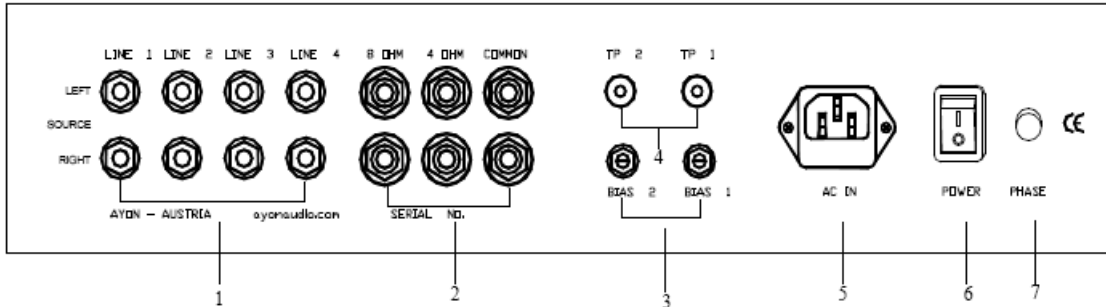 LINE 1 LINE 2 LINE 3 LINE 4 8 OHM 4 OHM COMMON TP 2 TP 1
LEFT
SOURCE
RIGHT
4
BIAS 2 BIAS 1 AC IN POWER PHASE CE
AYON - AUSTRIA ayonaudio.com SERIAL No.
1 2 3 5 6 7